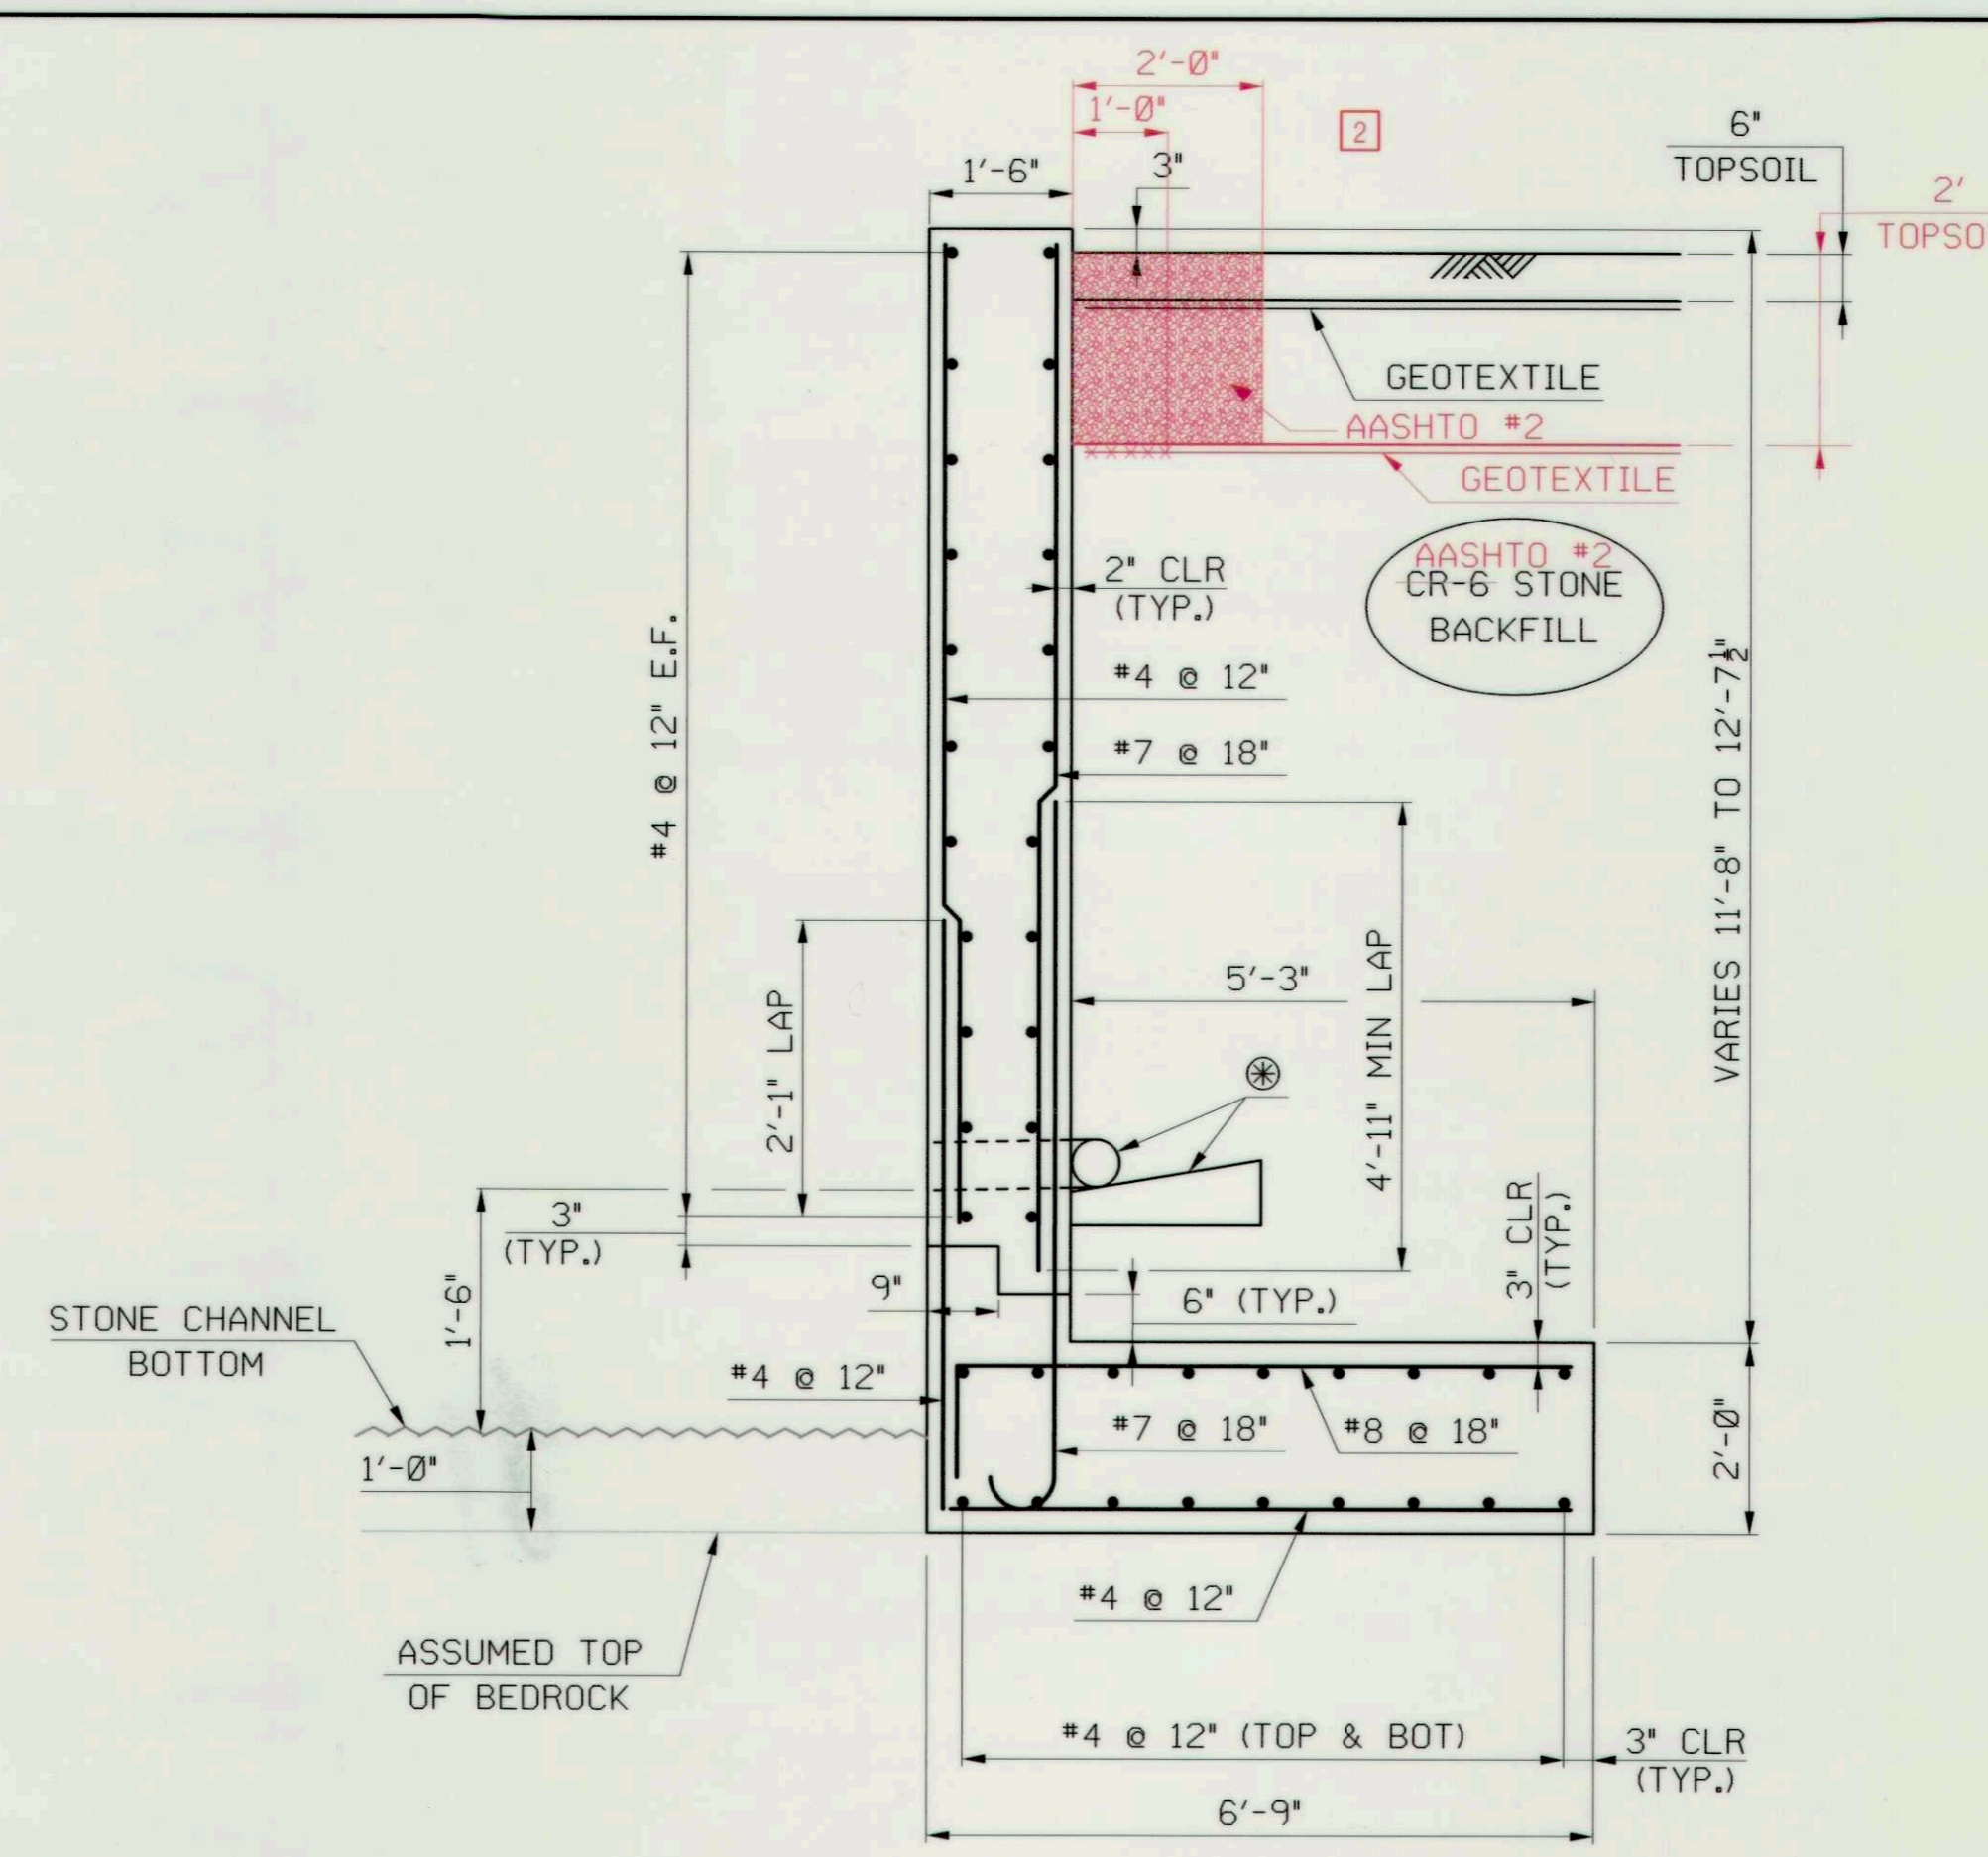 2'-0"
1'-0"
2
6"
TOPSOIL
1'-6"
3"
2'
TOPSO
GEOTEXTILE
AASHTO #2
GEOTEXTILE
AASHTO #2
CR-6 STONE
BACKFILL
2" CLR
(TYP.)
#4 @ 12" E.F.
#4 @ 12"
#7 @ 18"
VARIES 11'-8" TO 12'-7 1/2"
5'-3"
2'-1" LAP
4'-11" MIN LAP
3"
(TYP.)
3" CLR
(TYP.)
9"
6" (TYP.)
1'-6"
STONE CHANNEL
BOTTOM
#4 @ 12"
#7 @ 18"
#8 @ 18"
2'-0"
1'-0"
#4 @ 12"
ASSUMED TOP
OF BEDROCK
#4 @ 12" (TOP & BOT)
3" CLR
(TYP.)
6'-9"